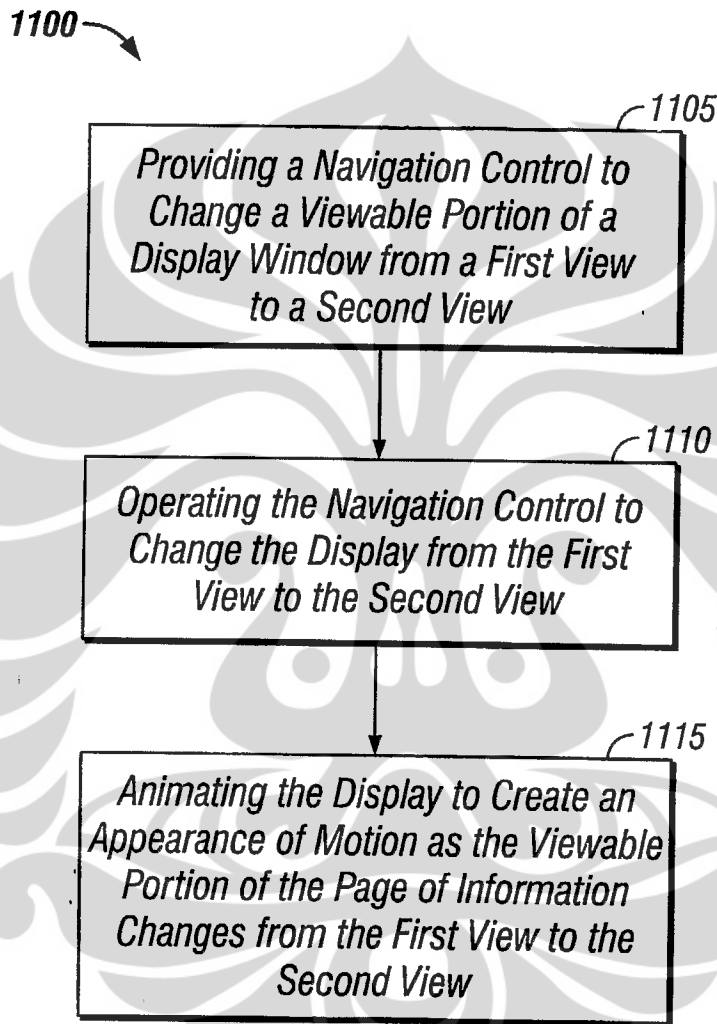 1100
1105
Providing a Navigation Control to
Change a Viewable Portion of a
Display Window from a First View
to a Second View
1110
Operating the Navigation Control to
Change the Display from the First
View to the Second View
1115
Animating the Display to Create an
Appearance of Motion as the Viewable
Portion of the Page of Information
Changes from the First View to the
Second View